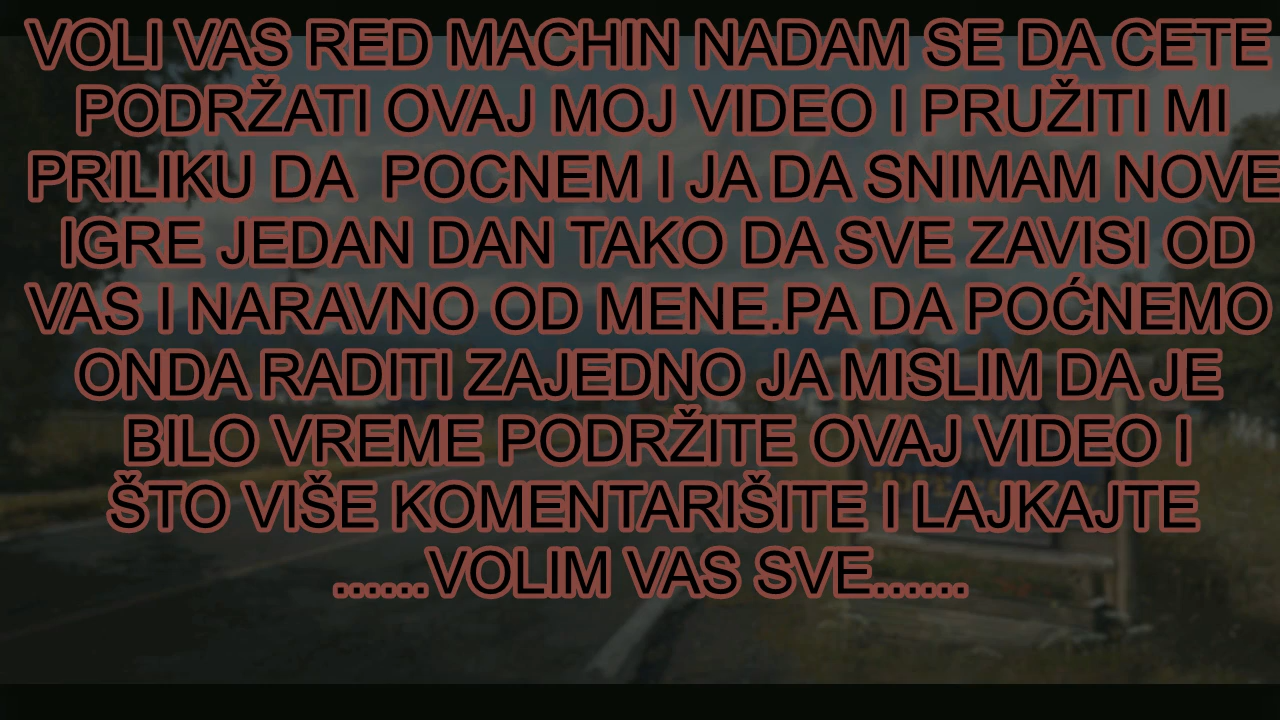 VOLI VAS RED MACHIN NADAM SE DA CETE
PODRŽATI OVAJ MOJ VIDEO I PRUŽITI MI
PRILIKU DA  POCNEM I JA DA SNIMAM NOVE
IGRE JEDAN DAN TAKO DA SVE ZAVISI OD
VAS I NARAVNO OD MENE.PA DA POĆNEMO
ONDA RADITI ZAJEDNO JA MISLIM DA JE
BILO VREME PODRŽITE OVAJ VIDEO I
ŠTO VIŠE KOMENTARIŠITE I LAJKAJTE
......VOLIM VAS SVE......